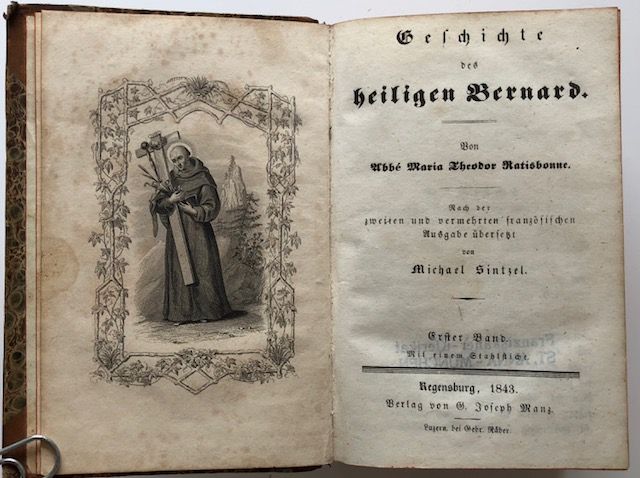 Geschichte
des
heiligen Bernard.
Von
Abbé Maria Theodor Ratisbonne.
Nach der
zweiten und vermehrten französischen
Ausgabe übersetzt
von
Michael Sintzel.
Erster Band.
Mit einem Stahlstiche.
Regensburg, 1843.
Verlag von G. Joseph Manz.
Luzern, bei Gebr. Räber.